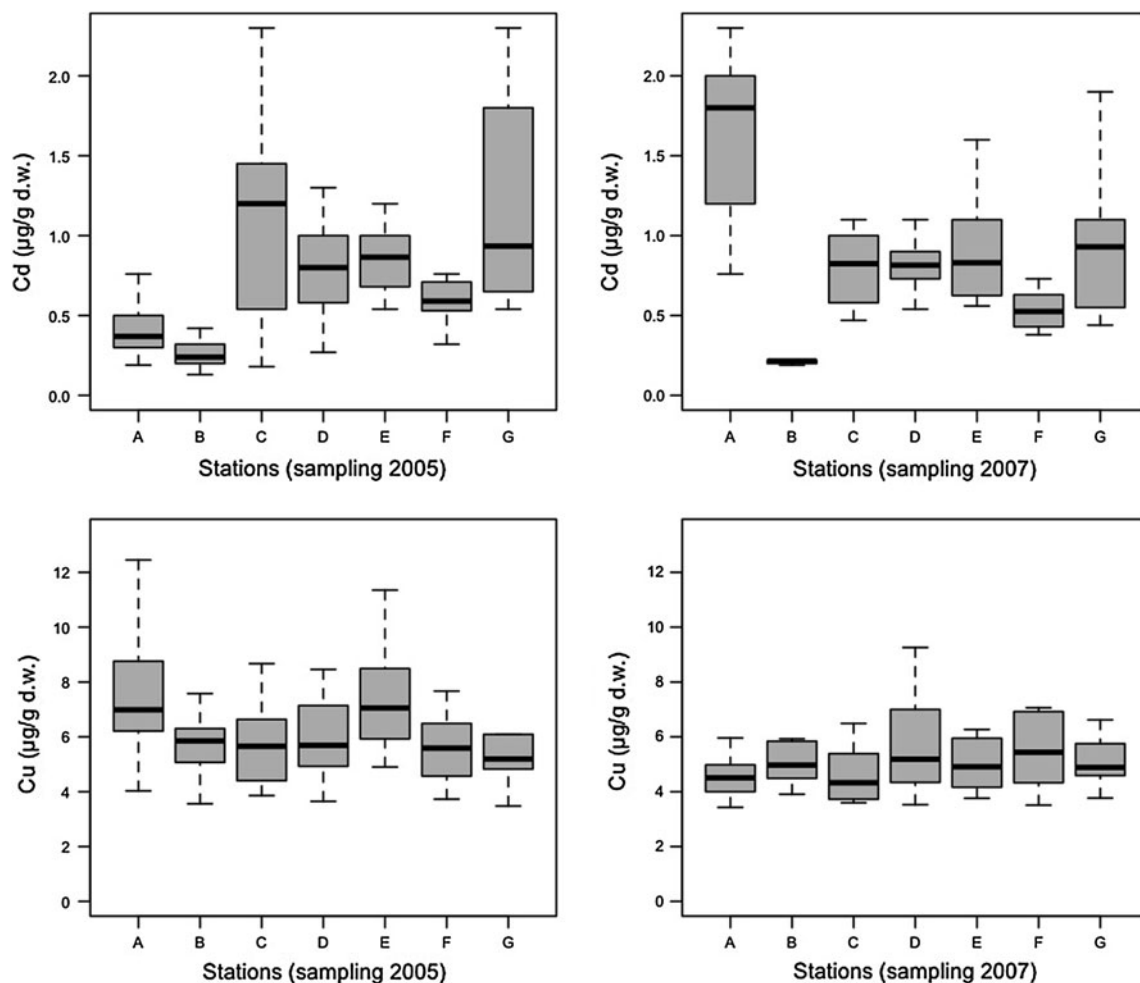 Cd (µg/g d.w.)
2.0
1.5
1.0
0.5
0.0
A B C D E F G
Stations (sampling 2005)
Cd (µg/g d.w.)
2.0
1.5
1.0
0.5
0.0
A B C D E F G
Stations (sampling 2007)
Cu (µg/g d.w.)
12
10
8
6
4
2
0
A B C D E F G
Stations (sampling 2005)
Cu (µg/g d.w.)
12
10
8
6
4
2
0
A B C D E F G
Stations (sampling 2007)